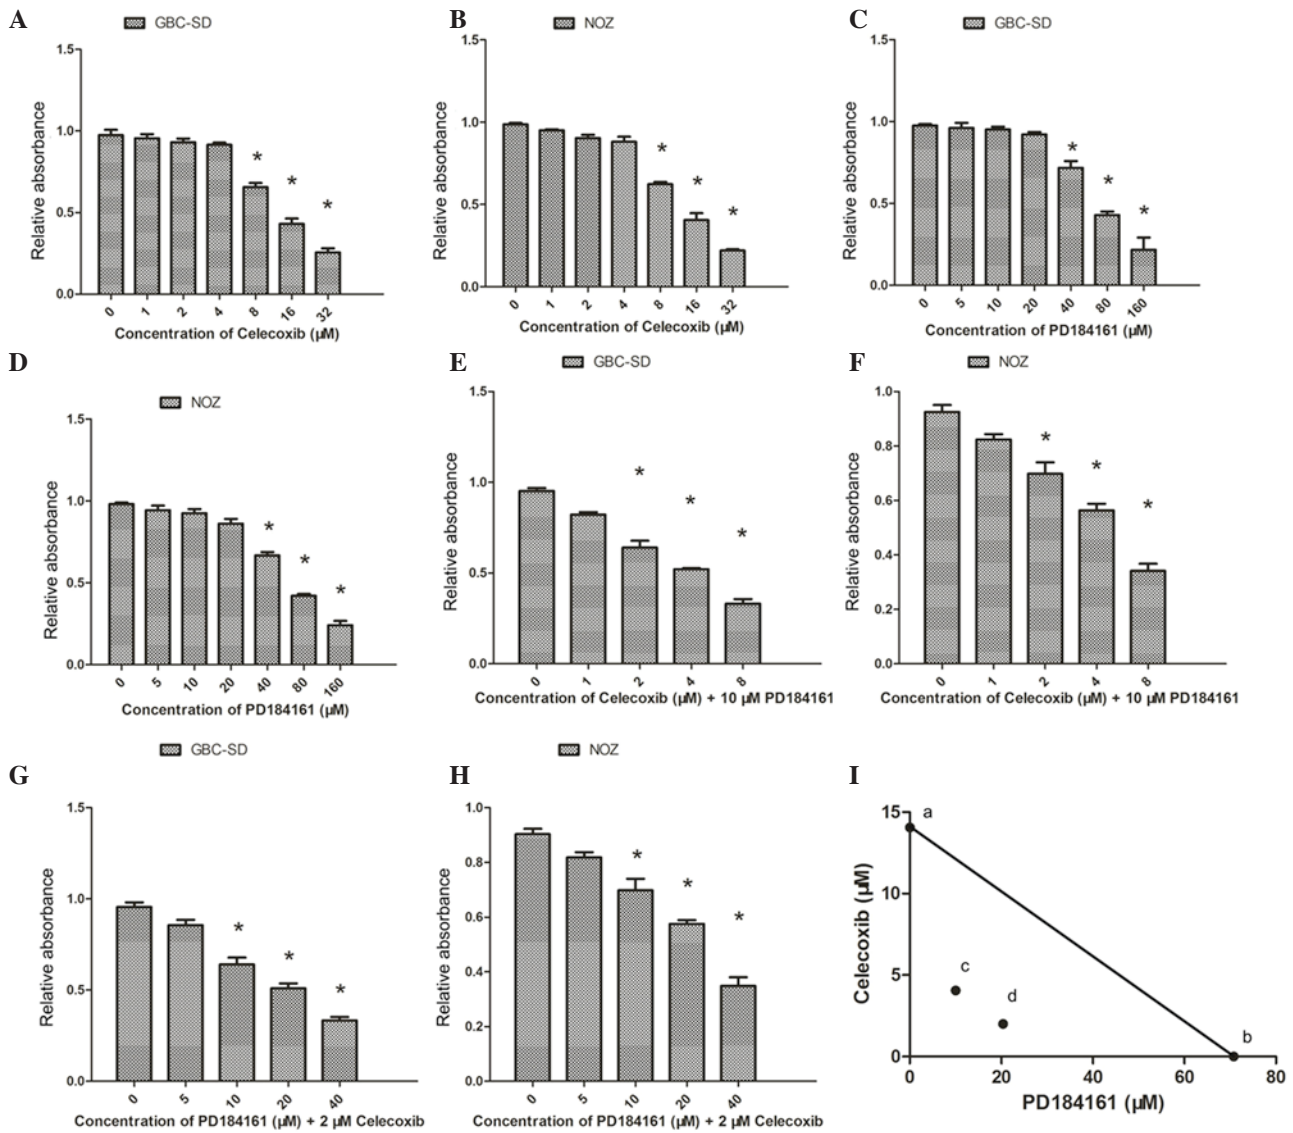 A
GBC-SD
1.5
1.0
0.5
0.0
Relative absorbance
* * *
0 1 2 4 8 16 32
Concentration of Celecoxib (µM)
B
NOZ
1.5
1.0
0.5
0.0
Relative absorbance
* * *
0 1 2 4 8 16 32
Concentration of Celecoxib (µM)
C
GBC-SD
1.5
1.0
0.5
0.0
Relative absorbance
* * *
0 5 10 20 40 80 160
Concentration of PD184161 (µM)
D
NOZ
1.5
1.0
0.5
0.0
Relative absorbance
* * *
0 5 10 20 40 80 160
Concentration of PD184161 (µM)
E
GBC-SD
1.5
1.0
0.5
0.0
Relative absorbance
* * *
0 1 2 4 8
Concentration of Celecoxib (µM) + 10 µM PD184161
F
NOZ
1.0
0.8
0.6
0.4
0.2
0.0
Relative absorbance
* * *
0 1 2 4 8
Concentration of Celecoxib (µM) + 10 µM PD184161
G
GBC-SD
1.5
1.0
0.5
0.0
Relative absorbance
* * *
0 5 10 20 40
Concentration of PD184161 (µM) + 2 µM Celecoxib
H
NOZ
1.0
0.8
0.6
0.4
0.2
0.0
Relative absorbance
* * *
0 5 10 20 40
Concentration of PD184161 (µM) + 2 µM Celecoxib
I
15
10
5
0
Celecoxib (µM)
a
c
d
b
0 20 40 60 80
PD184161 (µM)